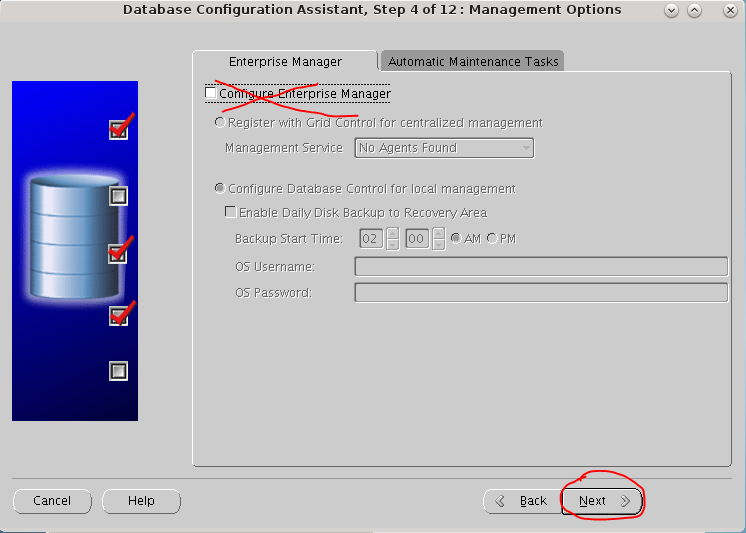 Database Configuration Assistant, Step 4 of 12 : Management Options
Enterprise Manager
Automatic Maintenance Tasks
Configure Enterprise Manager
Register with Grid Control for centralized management
Management Service No Agents Found
Configure Database Control for local management
Enable Daily Disk Backup to Recovery Area
Backup Start Time: 02 00 AM PM
OS Username:
OS Password:
Cancel Help Back Next